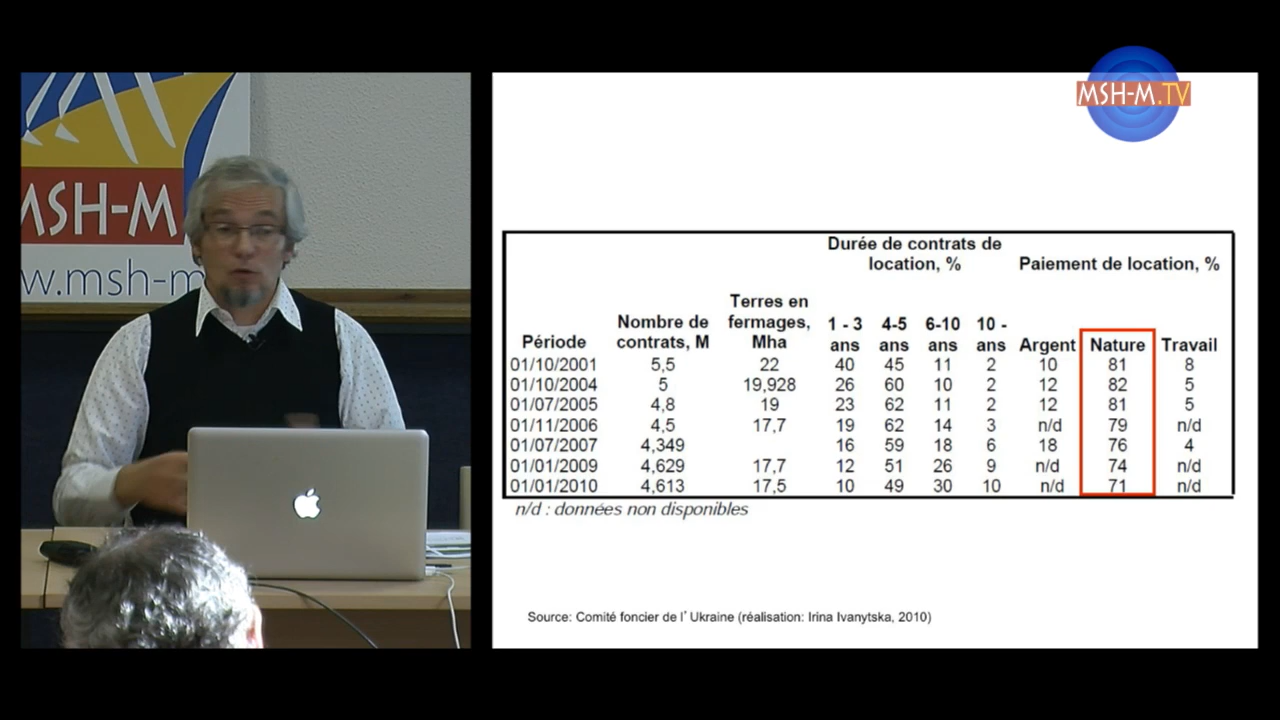 MSH-M.TV
MSH-M
w.msh-m
Durée de contrats de location, %
Paiement de location, %
Période Nombre de contrats, M Terres en fermages, Mha 1 - 3 ans 4-5 ans 6-10 ans 10 - ans Argent Nature Travail
01/10/2001 5,5 22 40 45 11 2 10 81 8
01/10/2004 5 19,928 26 60 10 2 12 82 5
01/07/2005 4,8 19 23 62 11 2 12 81 5
01/11/2006 4,5 17,7 19 62 14 3 n/d 79 n/d
01/07/2007 4,349 16 59 18 6 18 76 4
01/01/2009 4,629 17,7 12 51 26 9 n/d 74 n/d
01/01/2010 4,613 17,5 10 49 30 10 n/d 71 n/d
n/d : données non disponibles
Source: Comité foncier de l' Ukraine (réalisation: Irina Ivanytska, 2010)